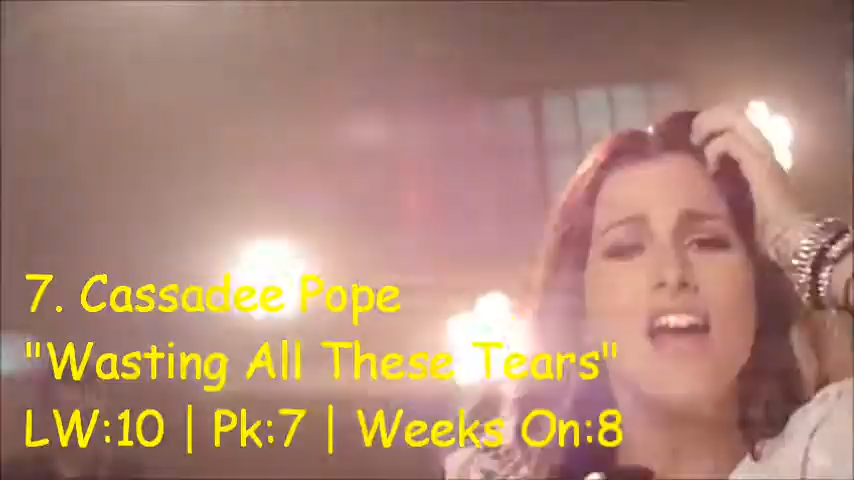 7. Cassadee Pope
"Wasting All These Tears"
LW:10 | Pk:7 | Weeks On:8